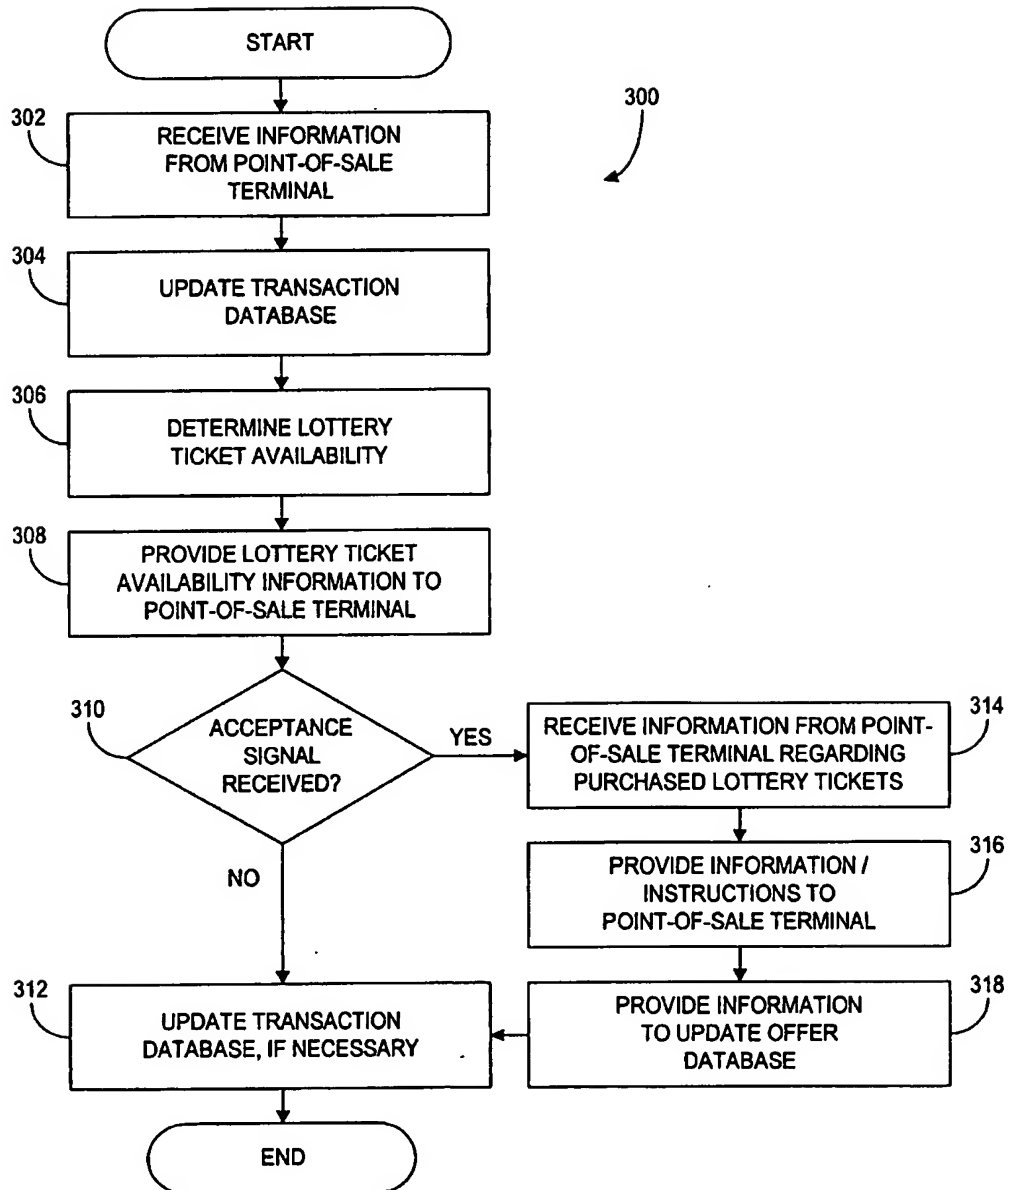 START
300
302
RECEIVE INFORMATION
FROM POINT-OF-SALE
TERMINAL
304
UPDATE TRANSACTION
DATABASE
306
DETERMINE LOTTERY
TICKET AVAILABILITY
308
PROVIDE LOTTERY TICKET
AVAILABILITY INFORMATION TO
POINT-OF-SALE TERMINAL
310
ACCEPTANCE
SIGNAL
RECEIVED?
YES
NO
314
RECEIVE INFORMATION FROM POINT-
OF-SALE TERMINAL REGARDING
PURCHASED LOTTERY TICKETS
316
PROVIDE INFORMATION /
INSTRUCTIONS TO
POINT-OF-SALE TERMINAL
318
PROVIDE INFORMATION
TO UPDATE OFFER
DATABASE
312
UPDATE TRANSACTION
DATABASE, IF NECESSARY
END